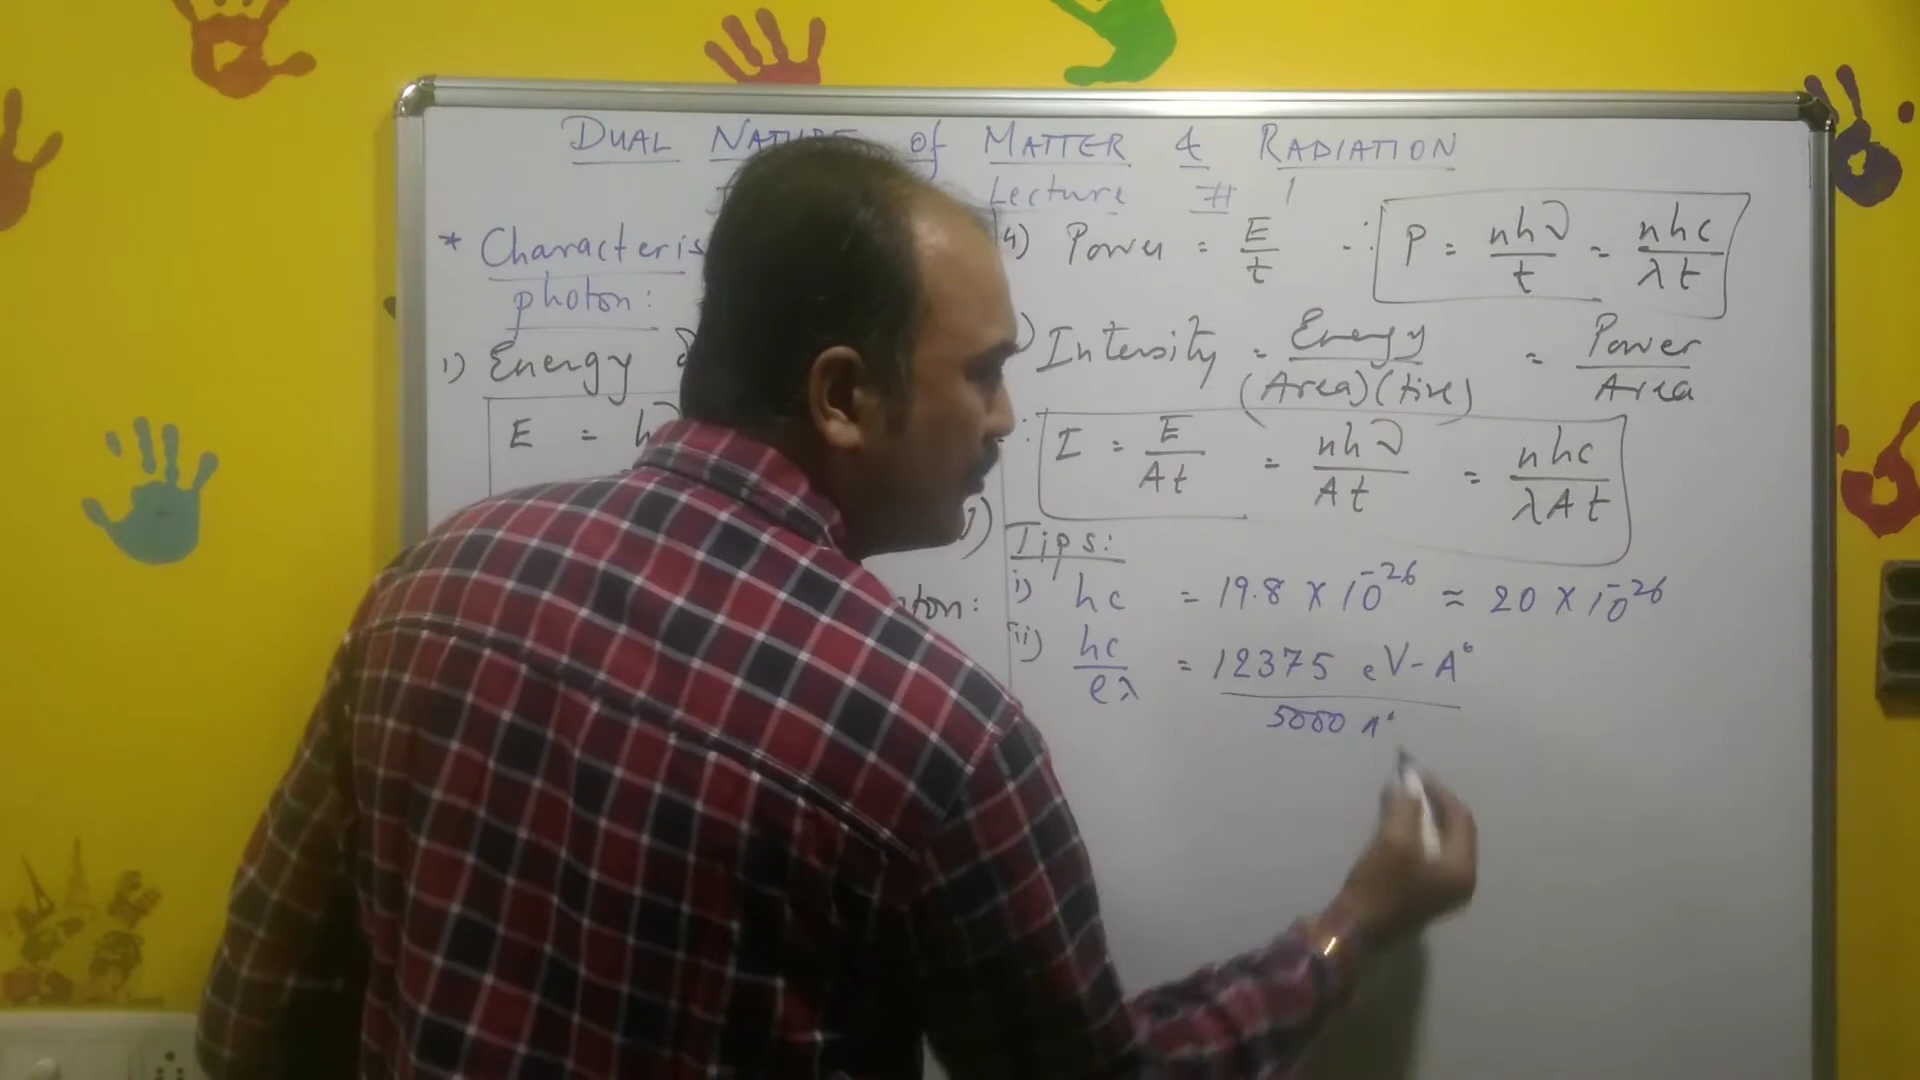 DUAL NATURE of MATTER & RADIATION
Lecture # 1
* Characteris
photon:
1) Energy
E = h
ton:
4) Power = E/t ∴ P = nhν/t = nhc/λt
) Intensity = Energy/(Area)(time) = Power/Area
∴ I = E/At = nhν/At = nhc/λAt
Tips:
i) hc = 19.8 × 10⁻²⁶ ≈ 20 × 10⁻²⁶
ii) hc/eλ = 12375 eV-A°
5000 A°